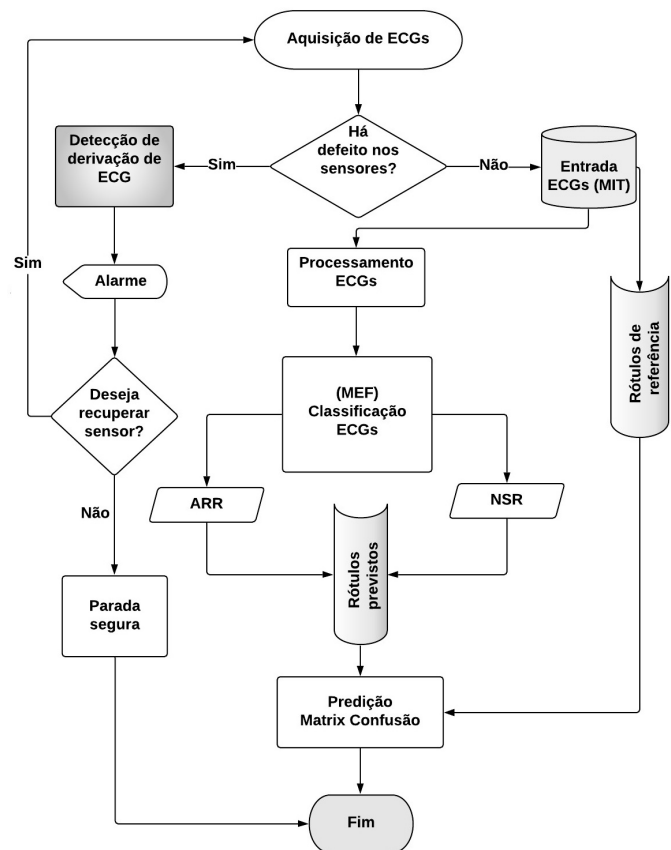 Aquisição de ECGs
Há
defeito nos
sensores?
Sim
Não
Detecção de
derivação de
ECG
Entrada
ECGs (MIT)
Sim
Alarme
Processamento
ECGs
Rótulos de
referência
Deseja
recuperar
sensor?
(MEF)
Classificação
ECGs
Não
ARR
NSR
Rótulos
previstos
Parada
segura
Predição
Matrix Confusão
Fim